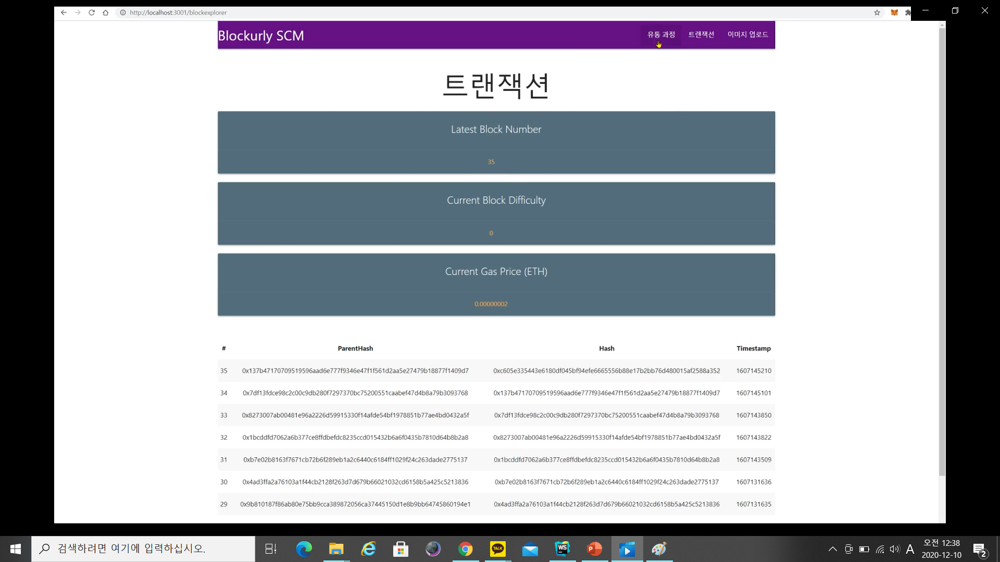 http://localhost:3001/blockexplorer
Blockurly SCM
유통 과정 트랜잭션 이미지 업로드
트랜잭션
Latest Block Number
35
Current Block Difficulty
0
Current Gas Price (ETH)
0.00000002
# ParentHash Hash Timestamp
35 0x137b47170709519596aad6e777f9346e47f1f561d2aa5e27479b18877f1409d7 0xc605e335443e6180df045bf94efe6665556b88e17b2bb76d480015af2588a352 1607145210
34 0x7df13fdce98c2c00c9db280f7297370bc75200551caabef47d4b8a79b3093768 0x137b47170709519596aad6e777f9346e47f1f561d2aa5e27479b18877f1409d7 1607145101
33 0x8273007ab00481e96a2226d59915330f14afde54bf1978851b77ae4bd0432a5f 0x7df13fdce98c2c00c9db280f7297370bc75200551caabef47d4b8a79b3093768 1607143850
32 0x1bcddfd7062a6b377ce8ffdbefdc8235ccd015432b6a6f0435b7810d64b8b2a8 0x8273007ab00481e96a2226d59915330f14afde54bf1978851b77ae4bd0432a5f 1607143822
31 0xb7e02b8163f7671cb72b6f289eb1a2c6440c6184ff1029f24c263dade2775137 0x1bcddfd7062a6b377ce8ffdbefdc8235ccd015432b6a6f0435b7810d64b8b2a8 1607143509
30 0x4ad3ffa2a76103a1f44cb2128f263d7d679b66021032cd6158b5a425c5213836 0xb7e02b8163f7671cb72b6f289eb1a2c6440c6184ff1029f24c263dade2775137 1607131636
29 0x9b810187f86ab80e75bb9cca389872056ca37445150d1e8b9bb64745860194e1 0x4ad3ffa2a76103a1f44cb2128f263d7d679b66021032cd6158b5a425c5213836 1607131635
검색하려면 여기에 입력하십시오.
TALK
WS
P
A
오전 12:38
2020-12-10
2